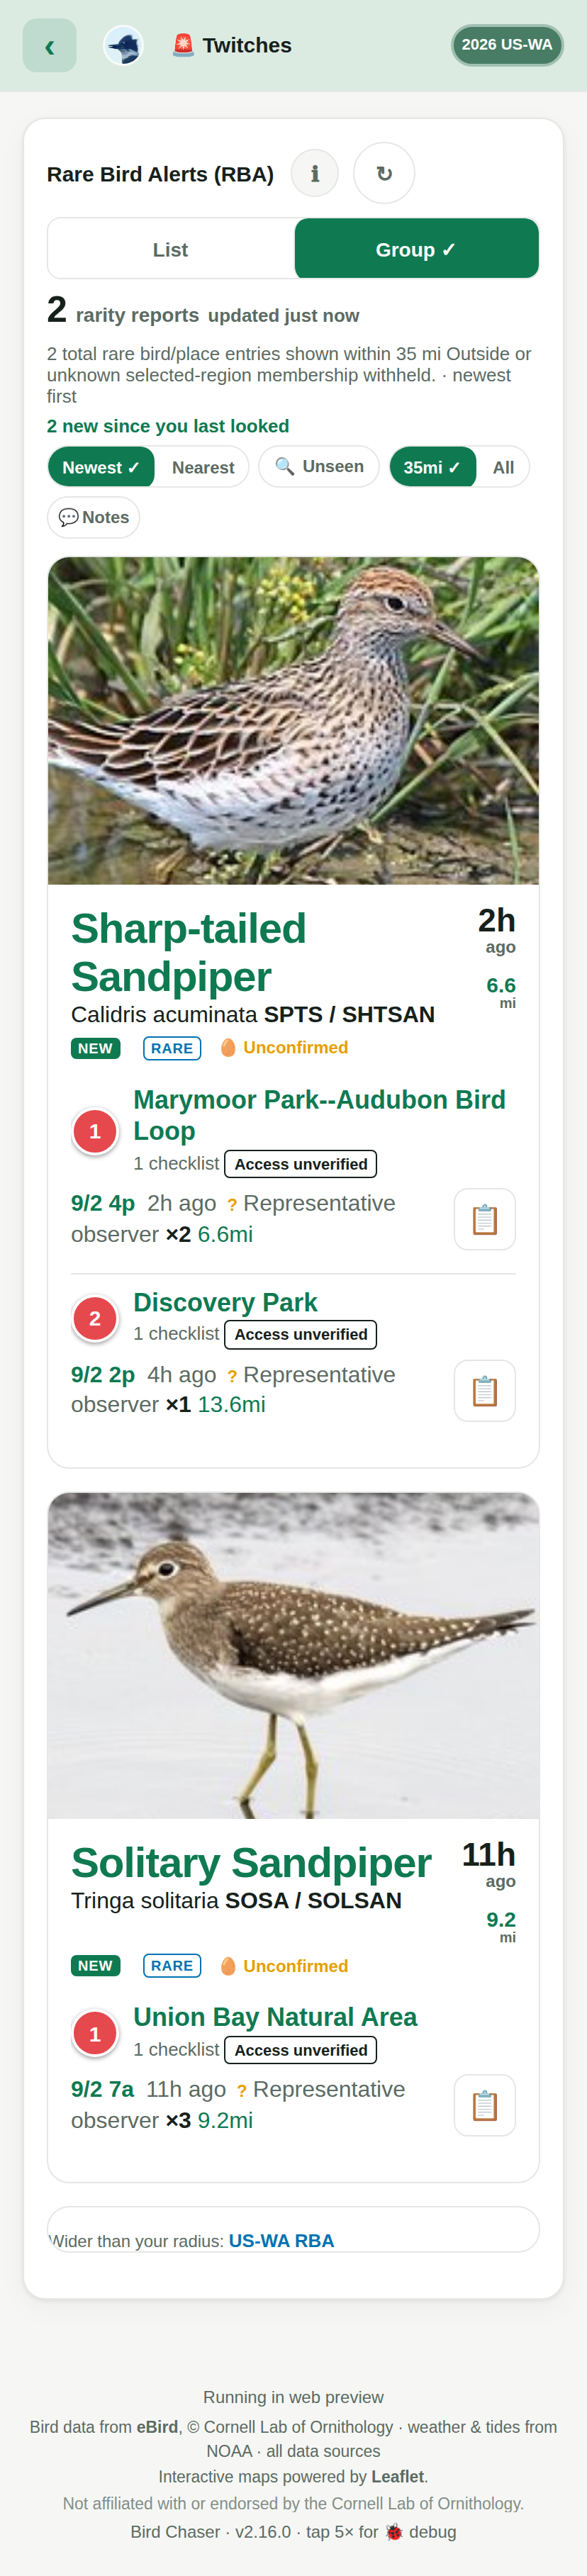 ‹ 🚨 Twitches 2026 US-WA
Rare Bird Alerts (RBA) ℹ ↻
List Group ✓
2 rarity reports updated just now
2 total rare bird/place entries shown within 35 mi Outside or
unknown selected-region membership withheld. · newest
first
2 new since you last looked
Newest ✓ Nearest 🔍 Unseen 35mi ✓ All
💬 Notes
Sharp-tailed
Sandpiper
2h
ago
6.6
mi
Calidris acuminata SPTS / SHTSAN
NEW RARE 🥚 Unconfirmed
1 Marymoor Park--Audubon Bird
Loop
1 checklist Access unverified
9/2 4p 2h ago ? Representative
observer ×2 6.6mi
📋
2 Discovery Park
1 checklist Access unverified
9/2 2p 4h ago ? Representative
observer ×1 13.6mi
📋
Solitary Sandpiper
11h
ago
Tringa solitaria SOSA / SOLSAN
9.2
mi
NEW RARE 🥚 Unconfirmed
1 Union Bay Natural Area
1 checklist Access unverified
9/2 7a 11h ago ? Representative
observer ×3 9.2mi
📋
Wider than your radius: US-WA RBA
Running in web preview
Bird data from eBird, © Cornell Lab of Ornithology · weather & tides from
NOAA · all data sources
Interactive maps powered by Leaflet.
Not affiliated with or endorsed by the Cornell Lab of Ornithology.
Bird Chaser · v2.16.0 · tap 5× for 🐞 debug